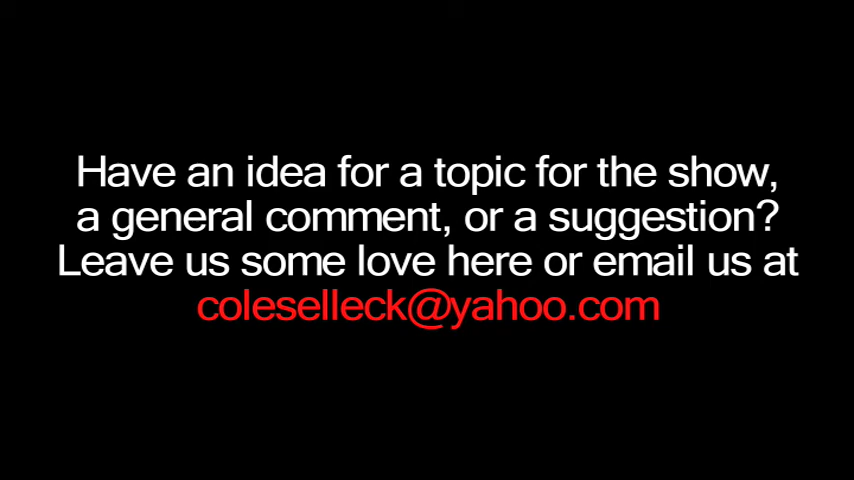 Have an idea for a topic for the show,
a general comment, or a suggestion?
Leave us some love here or email us at
coleselleck@yahoo.com